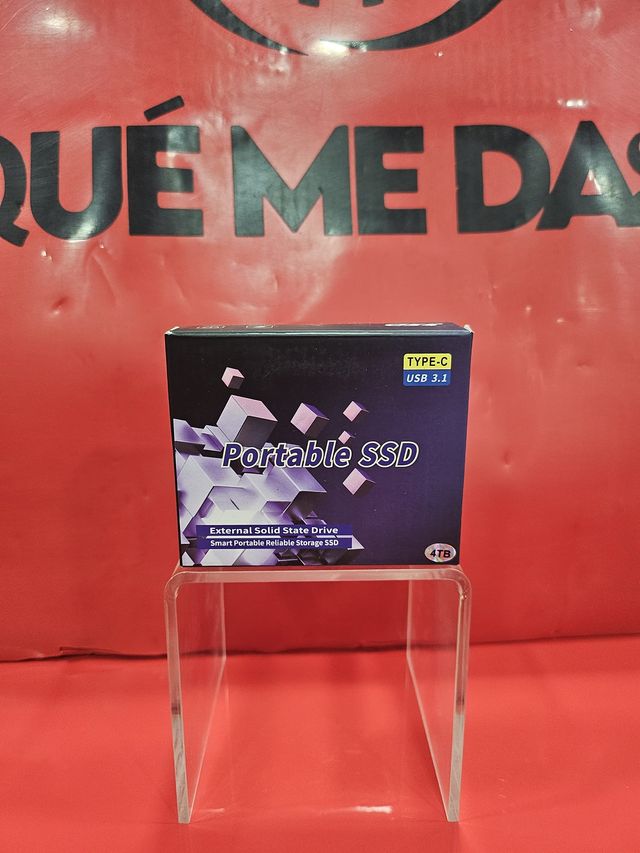 QUÉ ME DAS
TYPE-C
USB 3.1
Portable SSD
External Solid State Drive
Smart Portable Reliable Storage SSD
4TB